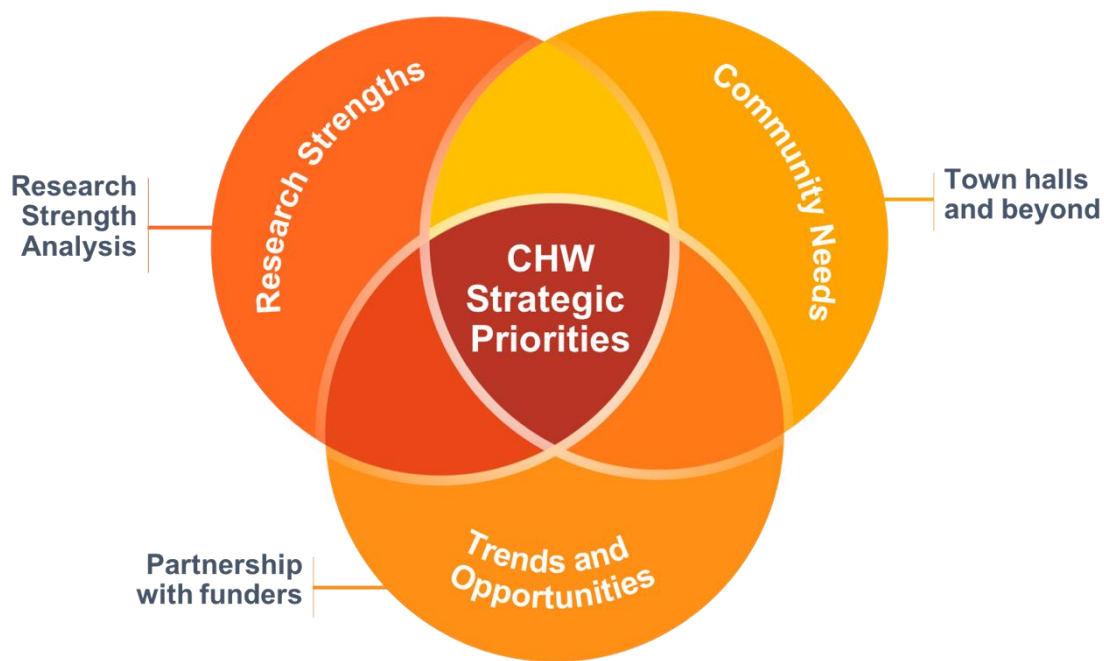 Research Strengths
Community Needs
Research
Strength
Analysis
Town halls
and beyond
CHW
Strategic
Priorities
Trends and
Opportunities
Partnership
with funders